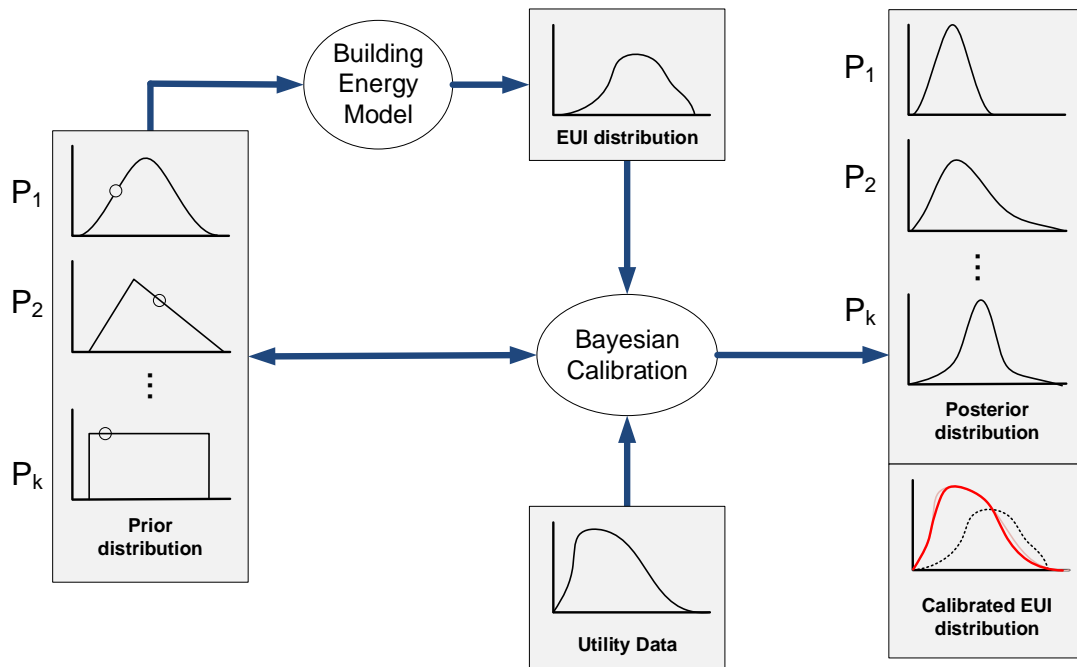 P1
P2
⋮
Pk
Prior
distribution
Building
Energy
Model
EUI distribution
Bayesian
Calibration
Utility Data
P1
P2
⋮
Pk
Posterior
distribution
Calibrated EUI
distribution